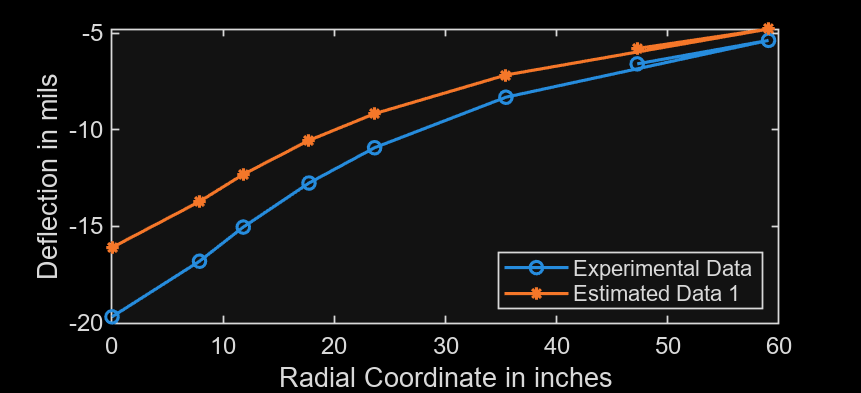 -5
-10
-15
-20
0 10 20 30 40 50 60
Deflection in mils
Radial Coordinate in inches
Experimental Data
Estimated Data 1